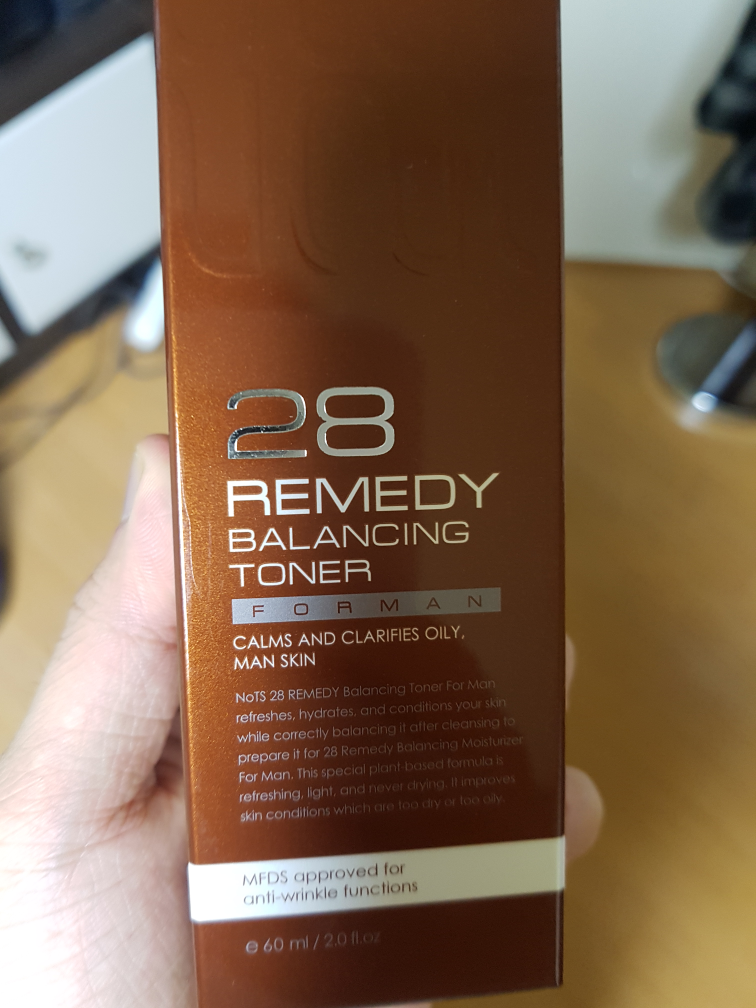 28
REMEDY
BALANCING
TONER
FORMAN
CALMS AND CLARIFIES OILY,
MAN SKIN
NoTS 28 REMEDY Balancing Toner For Man
refreshes, hydrates, and conditions your skin
while correctly balancing it after cleansing to
prepare it for 28 Remedy Balancing Moisturizer
For Man. This special plant-based formula is
refreshing, light, and never drying. It improves
skin conditions which are too dry or too oily.
MFDS approved for
anti-wrinkle functions
e 60 ml / 2.0 fl.oz